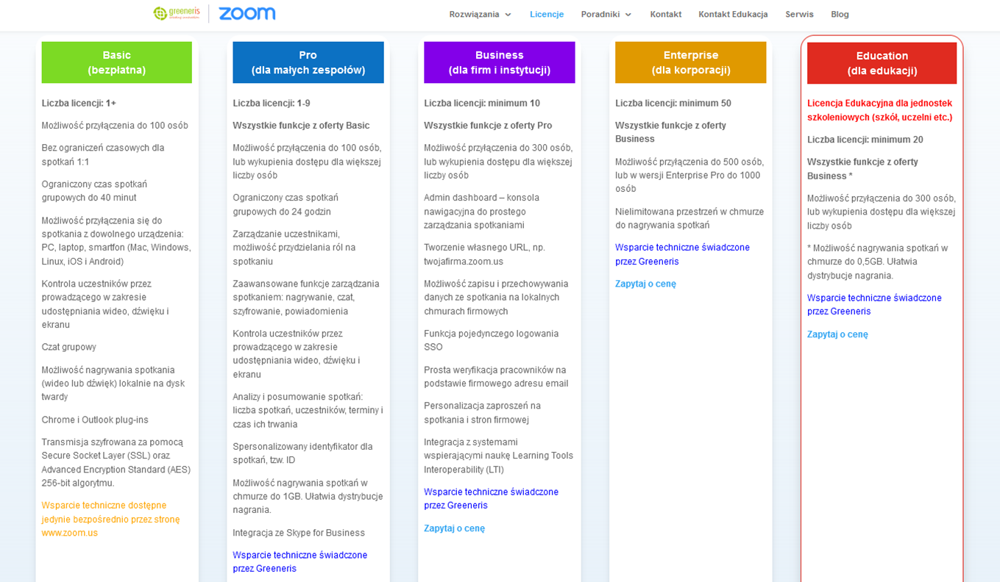 greeneris
zoom
Rozwiązania
Licencje
Poradniki
Kontakt
Kontakt Edukacja
Serwis
Blog
Basic
(bezpłatna)
Liczba licencji: 1+
Możliwość przyłączenia do 100 osób
Bez ograniczeń czasowych dla
spotkań 1:1
Ograniczony czas spotkań
grupowych do 40 minut
Możliwość przyłączenia się do
spotkania z dowolnego urządzenia:
PC, laptop, smartfon (Mac, Windows,
Linux, iOS i Android)
Kontrola uczestników przez
prowadzącego w zakresie
udostępniania wideo, dźwięku i
ekranu
Czat grupowy
Możliwość nagrywania spotkania
(wideo lub dźwięk) lokalnie na dysk
twardy
Chrome i Outlook plug-ins
Transmisja szyfrowana za pomocą
Secure Socket Layer (SSL) oraz
Advanced Encryption Standard (AES)
256-bit algorytmu.
Wsparcie techniczne dostępne
jedynie bezpośrednio przez stronę
www.zoom.us
Pro
(dla małych zespołów)
Liczba licencji: 1-9
Wszystkie funkcje z oferty Basic
Możliwość przyłączenia do 100 osób,
lub wykupienia dostępu dla większej
liczby osób
Ograniczony czas spotkań
grupowych do 24 godzin
Zarządzanie uczestnikami,
możliwość przydzielania ról na
spotkaniu
Zaawansowane funkcje zarządzania
spotkaniem: nagrywanie, czat,
szyfrowanie, powiadomienia
Kontrola uczestników przez
prowadzącego w zakresie
udostępniania wideo, dźwięku i
ekranu
Analizy i posumowanie spotkań:
liczba spotkań, uczestników, terminy i
czas ich trwania
Spersonalizowany identyfikator dla
spotkań, tzw. ID
Możliwość nagrywania spotkań w
chmurze do 1GB. Ułatwia dystrybucje
nagrania.
Integracja ze Skype for Business
Wsparcie techniczne świadczone
przez Greeneris
Business
(dla firm i instytucji)
Liczba licencji: minimum 10
Wszystkie funkcje z oferty Pro
Możliwość przyłączenia do 300 osób,
lub wykupienia dostępu dla większej
liczby osób
Admin dashboard – konsola
nawigacyjna do prostego
zarządzania spotkaniami
Tworzenie własnego URL, np.
twojafirma.zoom.us
Możliwość zapisu i przechowywania
danych ze spotkania na lokalnych
chmurach firmowych
Funkcja pojedynczego logowania
SSO
Prosta weryfikacja pracowników na
podstawie firmowego adresu email
Personalizacja zaproszeń na
spotkania i stron firmowej
Integracja z systemami
wspierającymi naukę Learning Tools
Interoperability (LTI)
Wsparcie techniczne świadczone
przez Greeneris
Zapytaj o cenę
Enterprise
(dla korporacji)
Liczba licencji: minimum 50
Wszystkie funkcje z oferty
Business
Możliwość przyłączenia do 500 osób,
lub w wersji Enterprise Pro do 1000
osób
Nielimitowana przestrzeń w chmurze
do nagrywania spotkań
Wsparcie techniczne świadczone
przez Greeneris
Zapytaj o cenę
Education
(dla edukacji)
Licencja Edukacyjna dla jednostek
szkoleniowych (szkół, uczelni etc.)
Liczba licencji: minimum 20
Wszystkie funkcje z oferty
Business *
Możliwość przyłączenia do 300 osób,
lub wykupienia dostępu dla większej
liczby osób
* Możliwość nagrywania spotkań w
chmurze do 0,5GB. Ułatwia
dystrybucje nagrania.
Wsparcie techniczne świadczone
przez Greeneris
Zapytaj o cenę